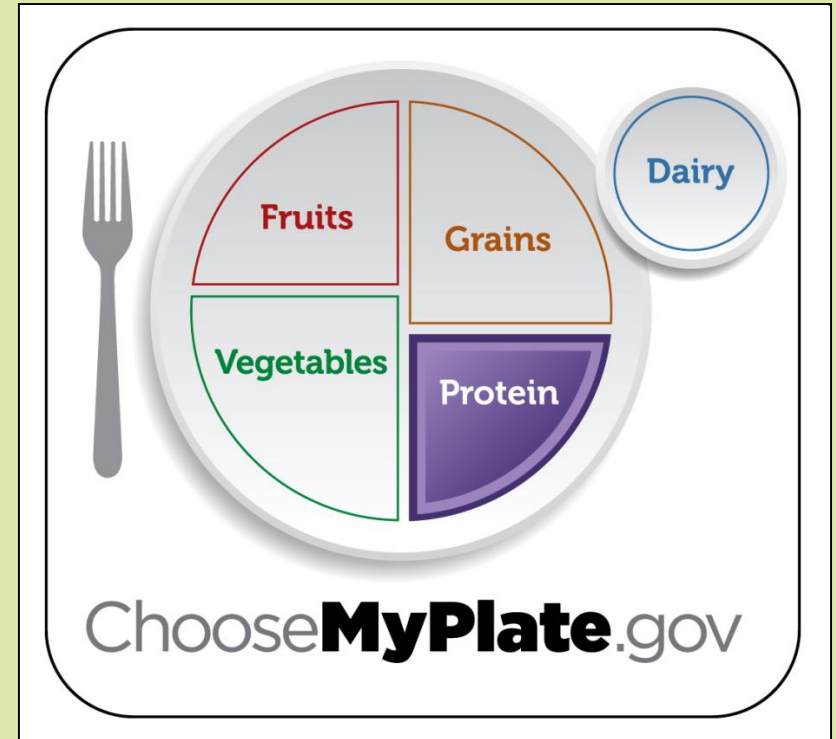 Dairy
Fruits
Grains
Vegetables
Protein
ChooseMyPlate.gov